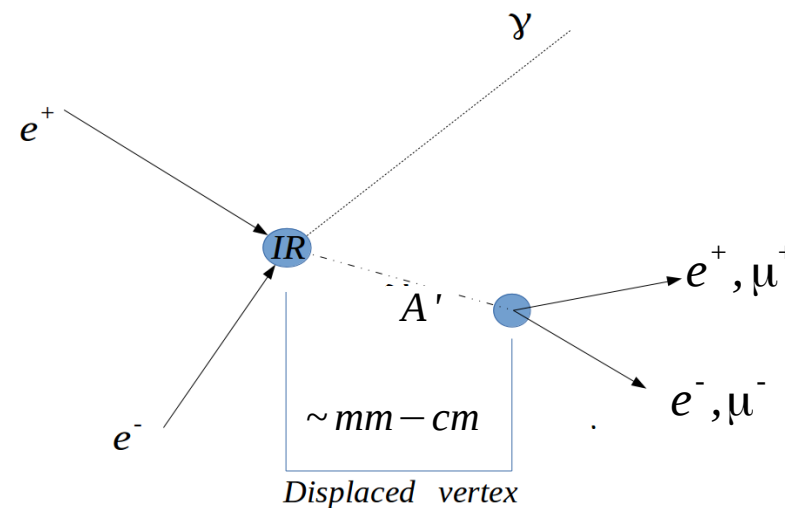 γ
e⁺
IR
e⁺,μ⁺
A'
e⁻,μ⁻
~mm−cm
e⁻
Displaced vertex